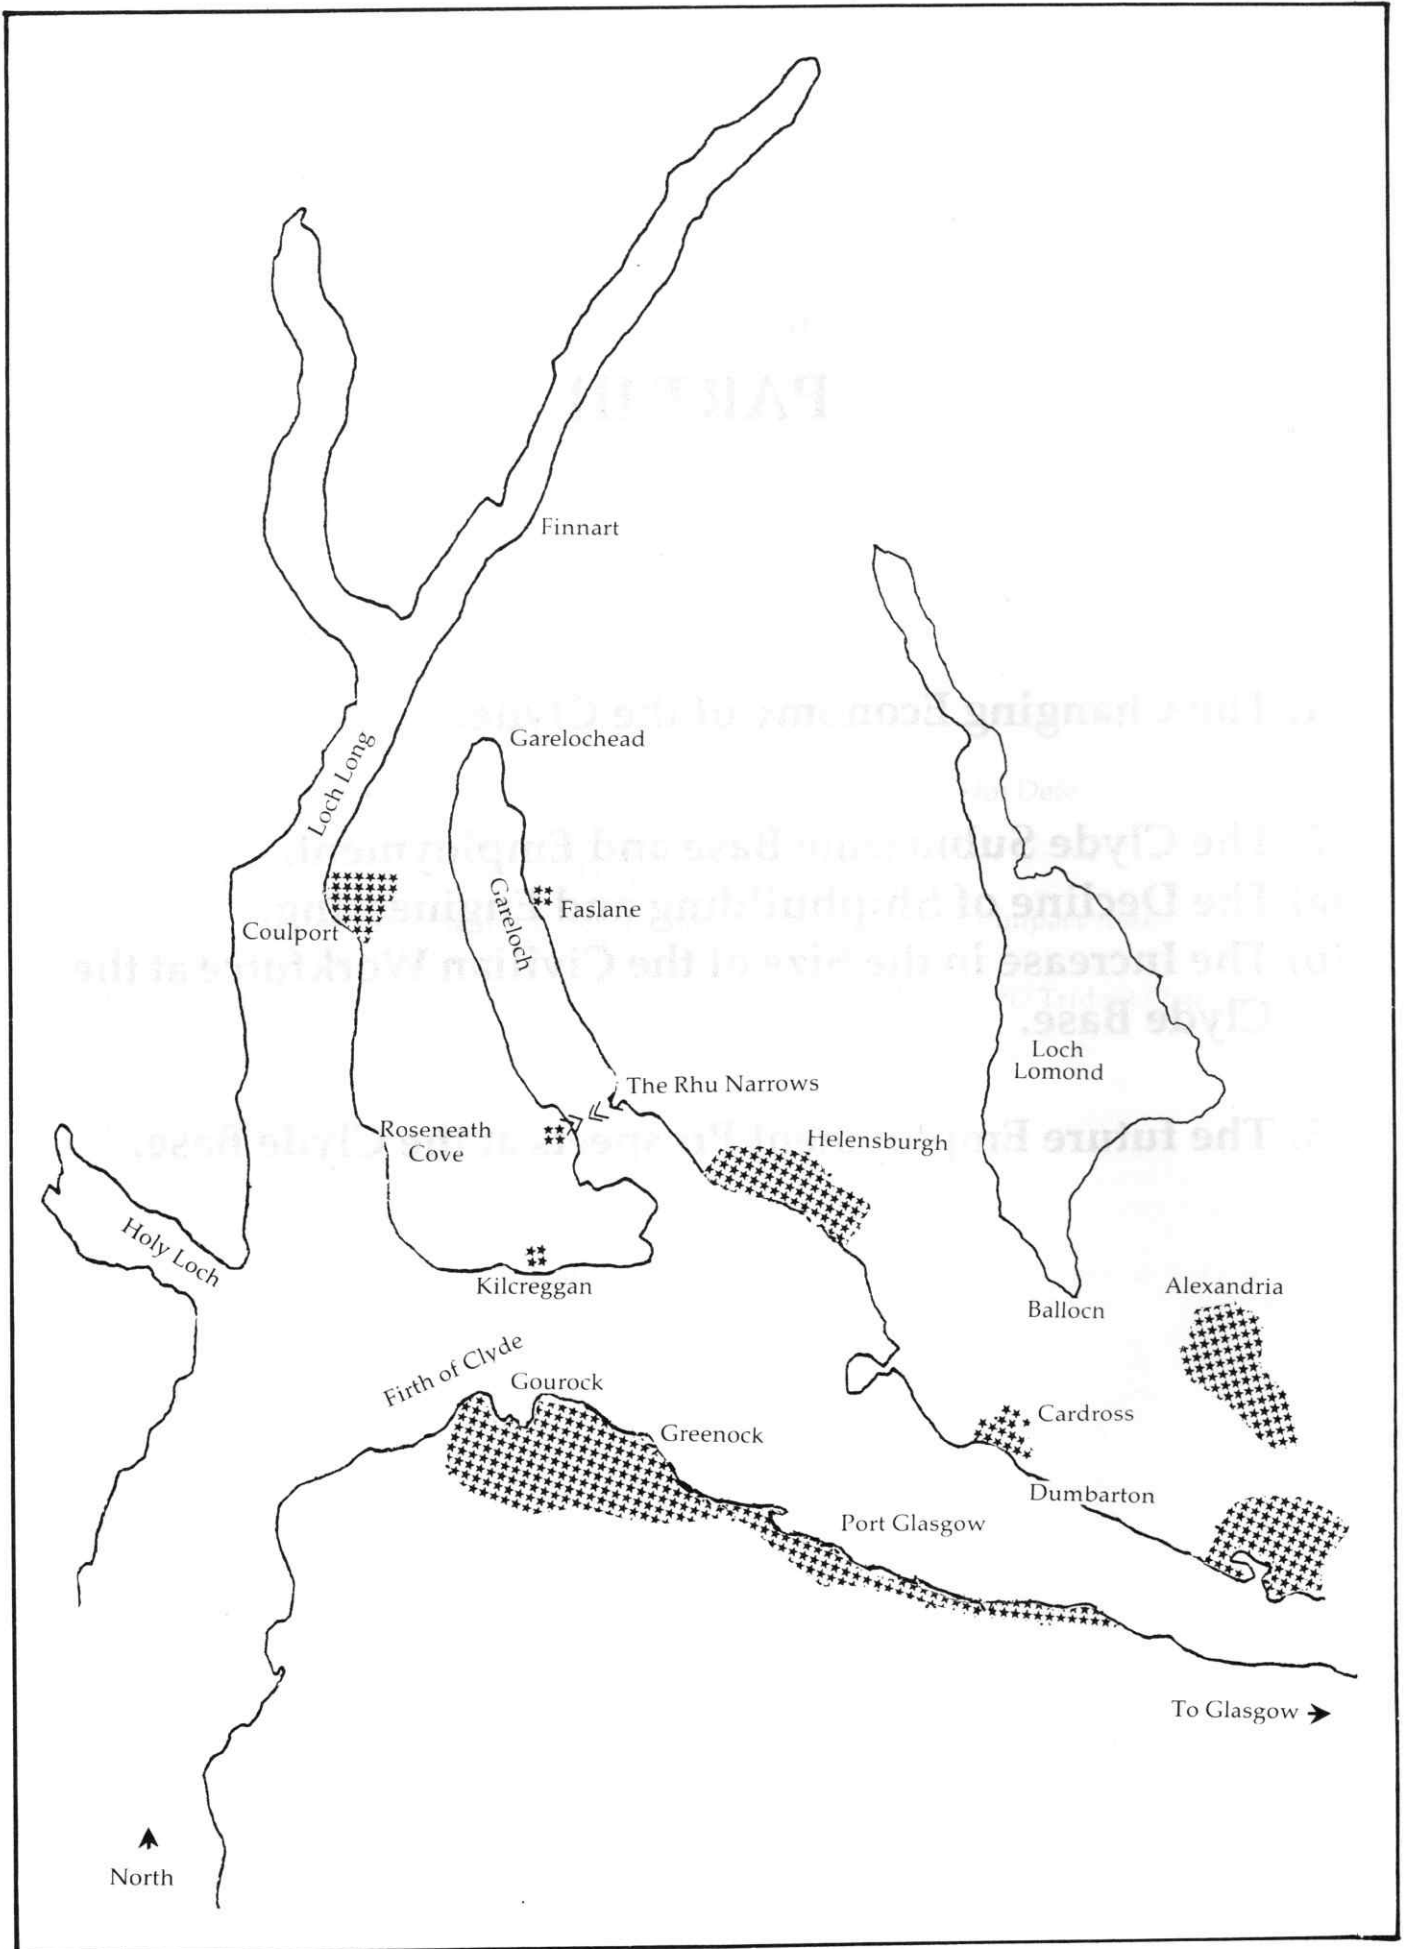 Finnart
Garelochead
Loch Long
Gareloch
Faslane
Coulport
Loch
Lomond
The Rhu Narrows
Roseneath
Cove
Helensburgh
Holy Loch
Kilcreggan
Alexandria
Ballocn
Firth of Clyde
Gourock
Cardross
Greenock
Dumbarton
Port Glasgow
To Glasgow
North